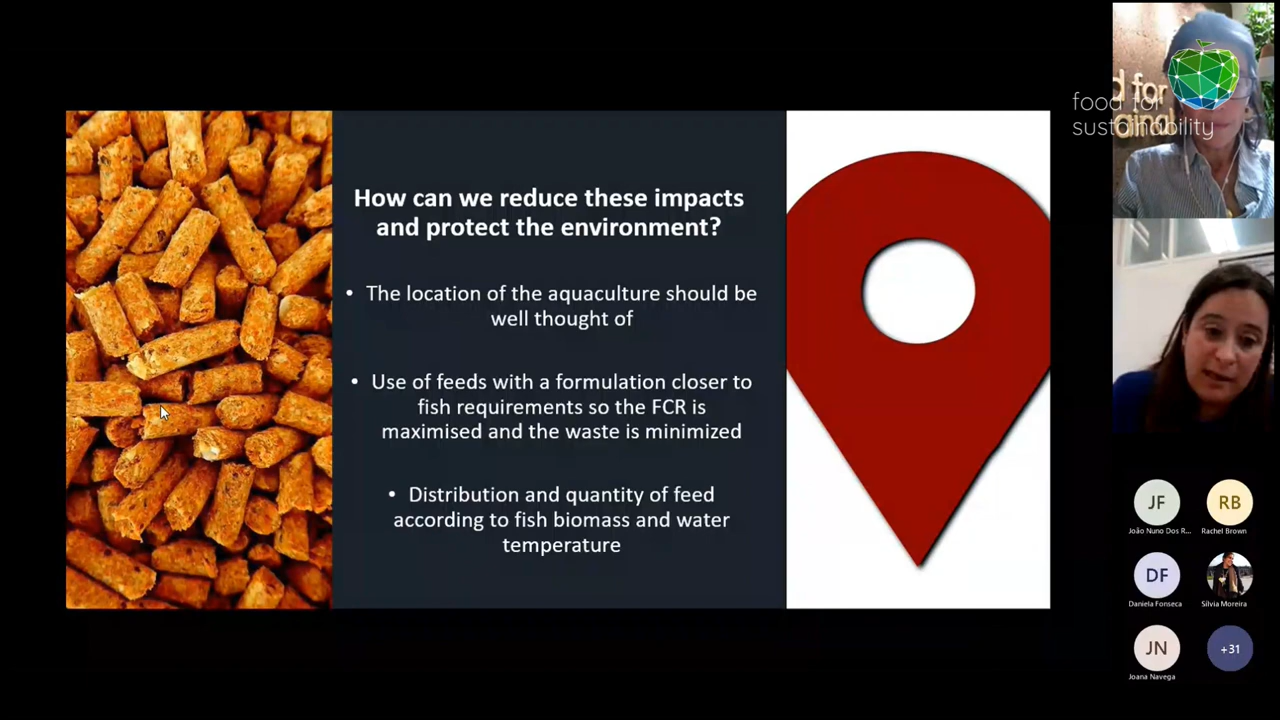 How can we reduce these impacts
and protect the environment?
• The location of the aquaculture should be
well thought of
• Use of feeds with a formulation closer to
fish requirements so the FCR is
maximised and the waste is minimized
• Distribution and quantity of feed
according to fish biomass and water
temperature
food for
sustainability
d for
ainal
JF
João Nuno Dos R...
RB
Rachel Brown
DF
Daniela Fonseca
Sílvia Moreira
JN
Joana Navega
+31